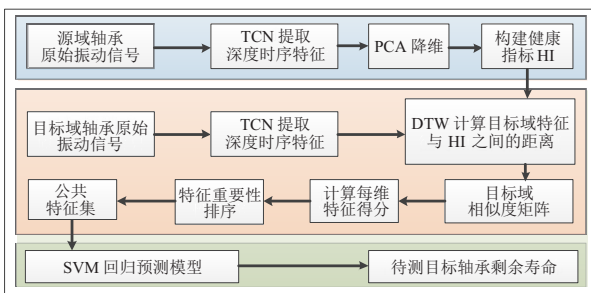 源域轴承
原始振动信号
TCN 提取
深度时序特征
PCA 降维
构建健康
指标 HI
目标域轴承原始
振动信号
TCN 提取
深度时序特征
DTW 计算目标域特征
与 HI 之间的距离
公共
特征集
特征重要性
排序
计算每维
特征得分
目标域
相似度矩阵
SVM 回归预测模型
待测目标轴承剩余寿命